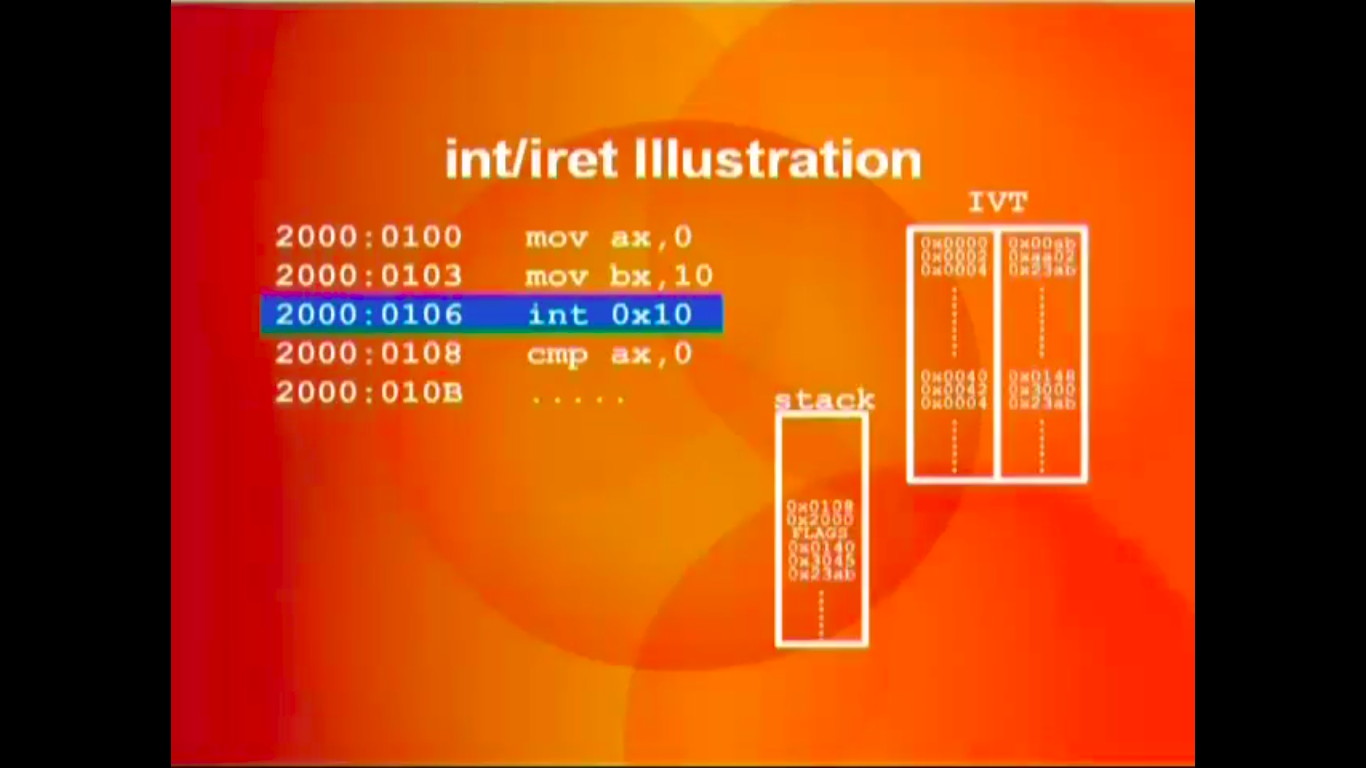 int/iret Illustration
IVT
2000:0100 mov ax,0
2000:0103 mov bx,10
2000:0106 int 0x10
2000:0108 cmp ax,0
2000:010B .....
0x0000 0x00ab
0x0002 0xaa02
0x0004 0x23ab
0x0040 0x0148
0x0042 0x3000
0x0004 0x23ab
stack
0x0108
0x2000
FLAGS
0x0140
0x3045
0x23ab